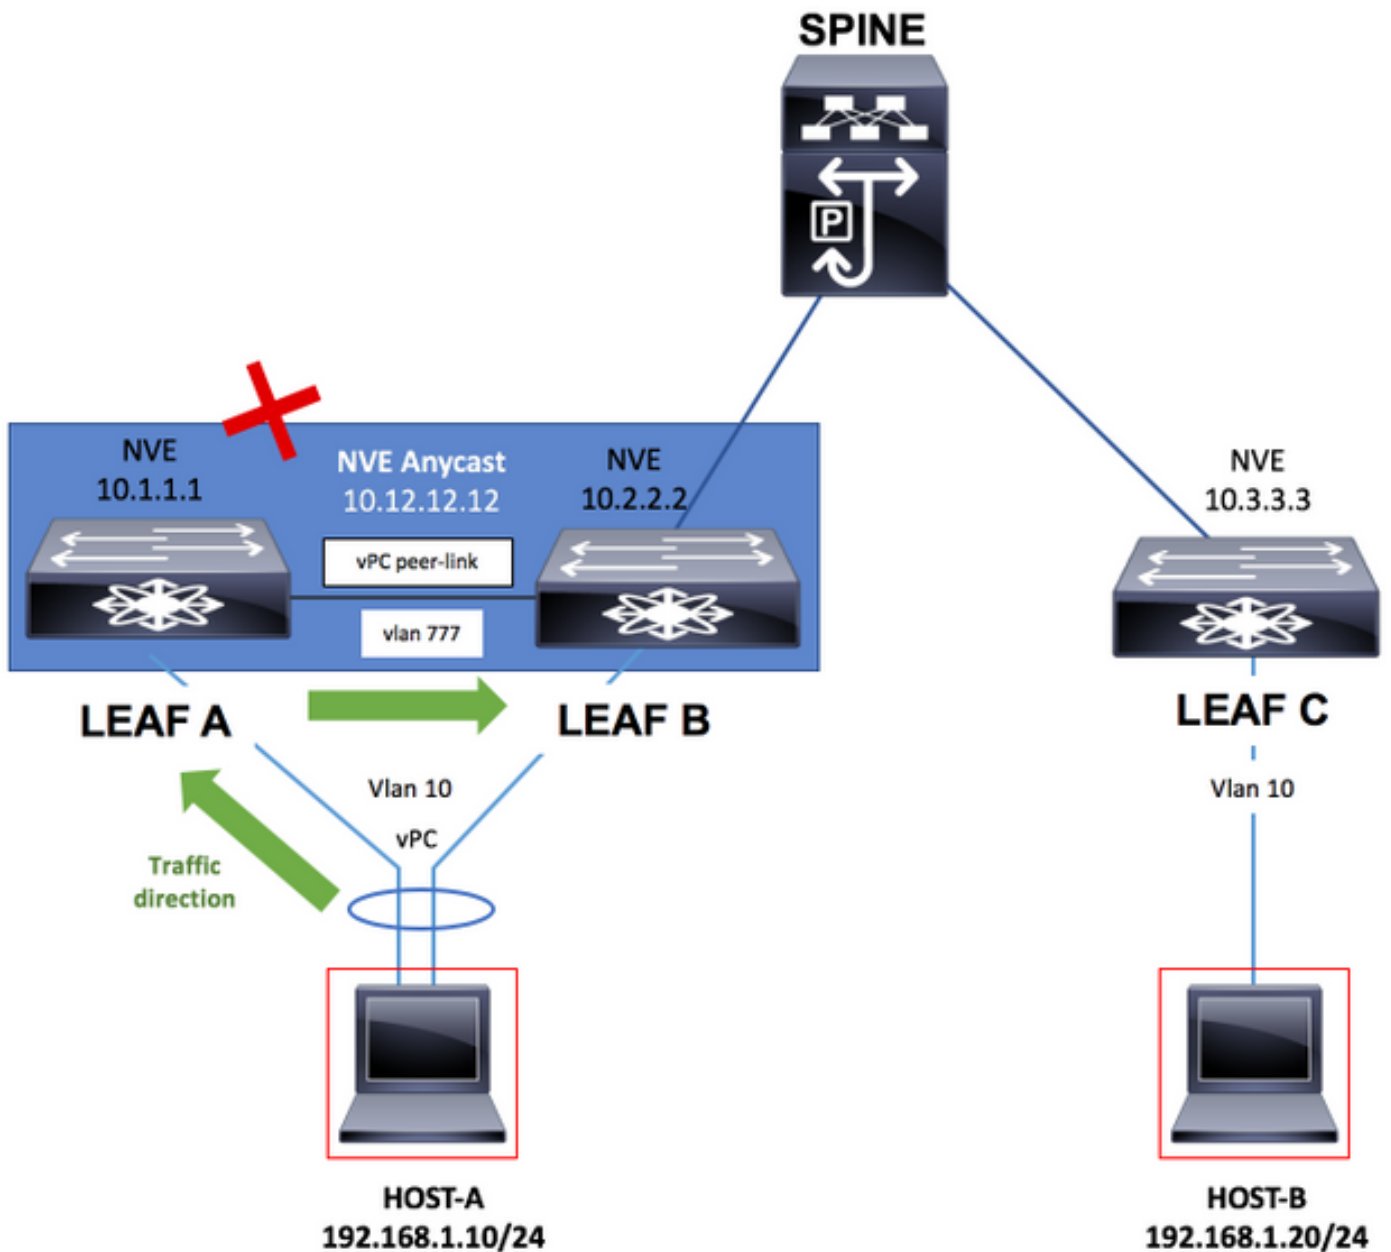 SPINE
P
NVE
10.1.1.1
NVE Anycast
10.12.12.12
NVE
10.2.2.2
NVE
10.3.3.3
vPC peer-link
vlan 777
LEAF A
LEAF B
LEAF C
Vlan 10
vPC
Vlan 10
Traffic
direction
HOST-A
192.168.1.10/24
HOST-B
192.168.1.20/24